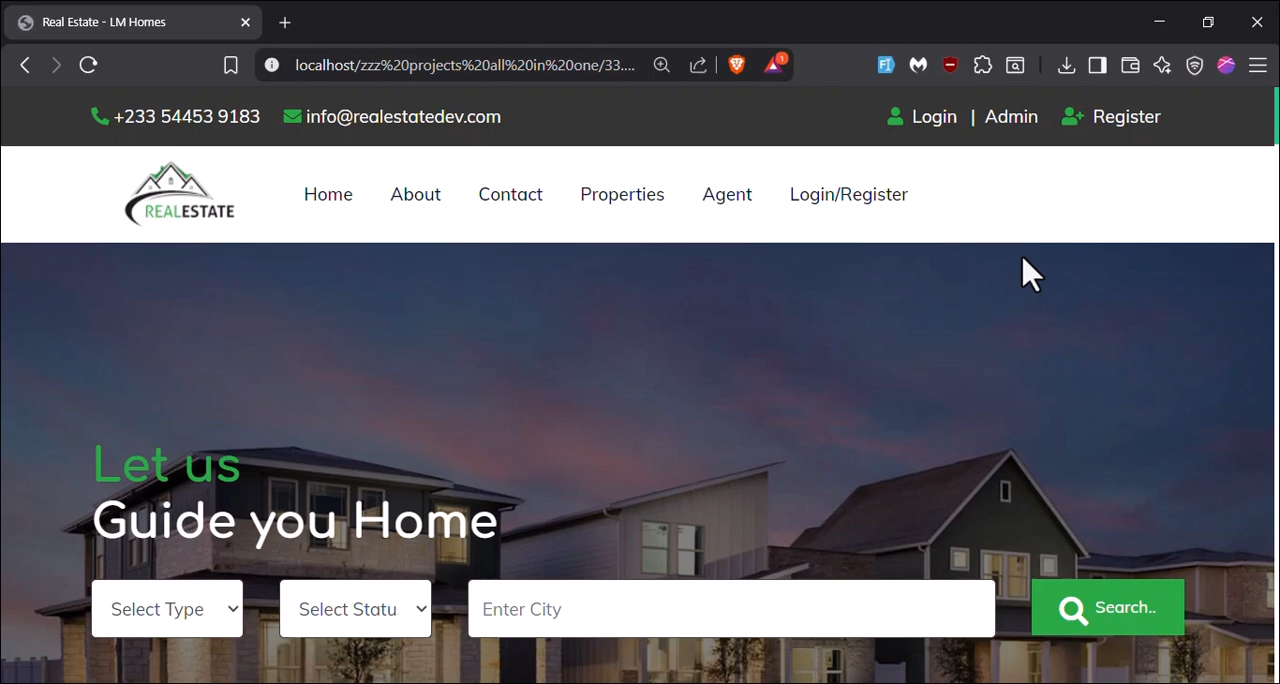 Real Estate - LM Homes
localhost/zzz%20projects%20all%20in%20one/33....
1
+233 54453 9183 info@realestatedev.com Login | Admin Register
REALESTATE
Home About Contact Properties Agent Login/Register
Let us
Guide you Home
Select Type Select Statu Enter City Search..